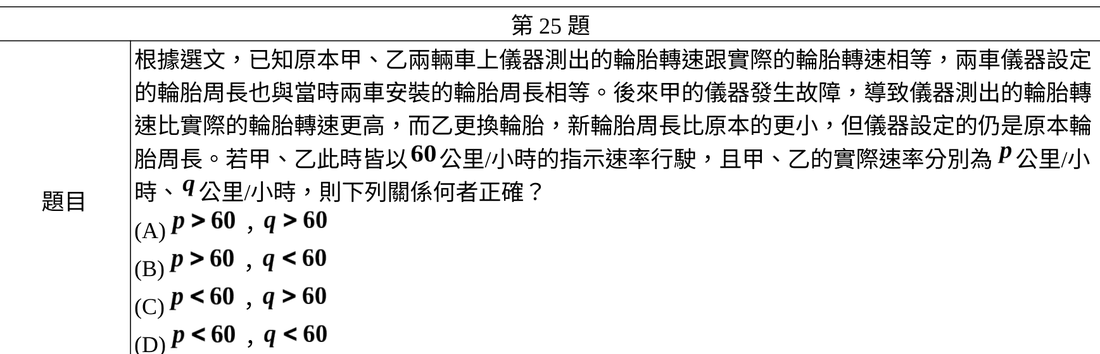 第 25 題
題目
根據選文，已知原本甲、乙兩輛車上儀器測出的輪胎轉速跟實際的輪胎轉速相等，兩車儀器設定
的輪胎周長也與當時兩車安裝的輪胎周長相等。後來甲的儀器發生故障，導致儀器測出的輪胎轉
速比實際的輪胎轉速更高，而乙更換輪胎，新輪胎周長比原本的更小，但儀器設定的仍是原本輪
胎周長。若甲、乙此時皆以 60 公里/小時的指示速率行駛，且甲、乙的實際速率分別為 p 公里/小
時、q 公里/小時，則下列關係何者正確？
(A) p > 60 ，q > 60
(B) p > 60 ，q < 60
(C) p < 60 ，q > 60
(D) p < 60 ，q < 60